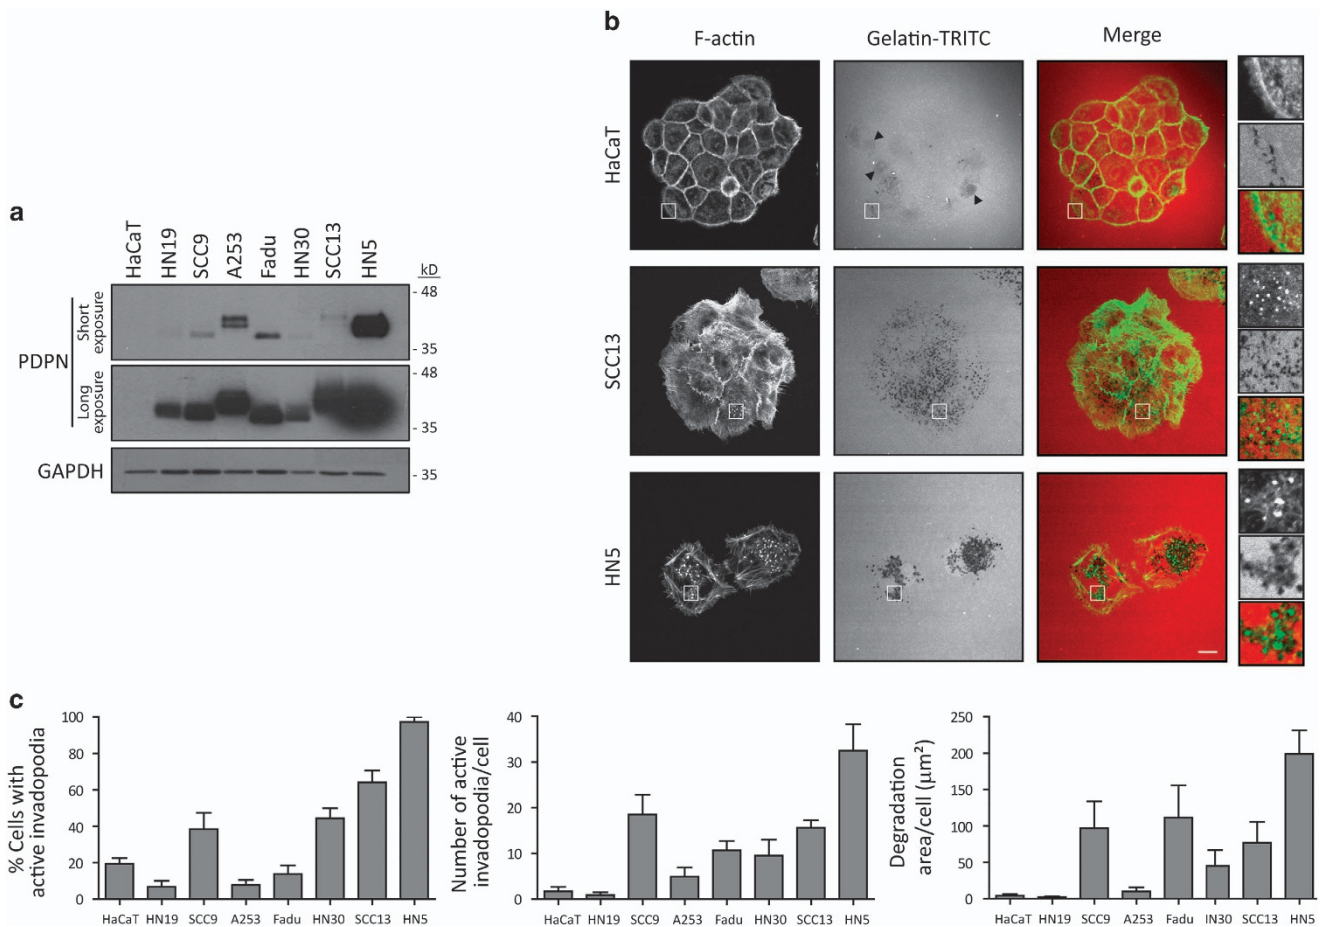 a
HaCaT
HN19
SCC9
A253
Fadu
HN30
SCC13
HN5
kD
- 48
- 35
- 48
- 35
- 35
PDPN
Short
exposure
Long
exposure
GAPDH
b
F-actin
Gelatin-TRITC
Merge
HaCaT
SCC13
HN5
c
% Cells with
active invadopodia
100
80
60
40
20
0
HaCaT HN19 SCC9 A253 Fadu HN30 SCC13 HN5
Number of active
invadopodia/cell
40
30
20
10
0
HaCaT HN19 SCC9 A253 Fadu HN30 SCC13 HN5
Degradation
area/cell (μm²)
250
200
150
100
50
0
HaCaT HN19 SCC9 A253 Fadu IN30 SCC13 HN5